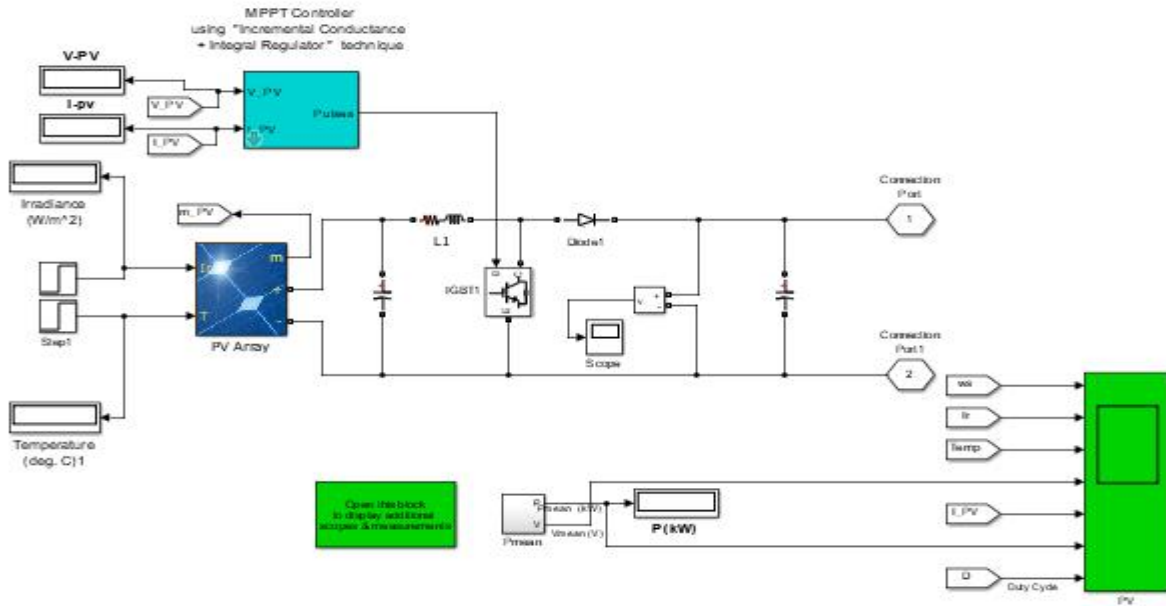 MPPT Controller
using "Incremental Conductance
+ Integral Regulator" technique
V-PV
V_PV
V_PV
Pulses
I-pv
I_PV
I_PV
Irradiance
(W/m^2)
m_PV
Connection
Port
1
L1
Diode1
Ir
m
+
IGBT1
g
C
E
v
+
-
T
-
Step1
PV Array
Scope
Connection
Port1
2
ws
Ir
Temp
Temperature
(deg. C)1
Open this block
to display additional
scopes & measurements
P
Pmean (kW)
V
Vmean (V)
Pmean
P(kW)
I_PV
D
Duty Cycle
PV